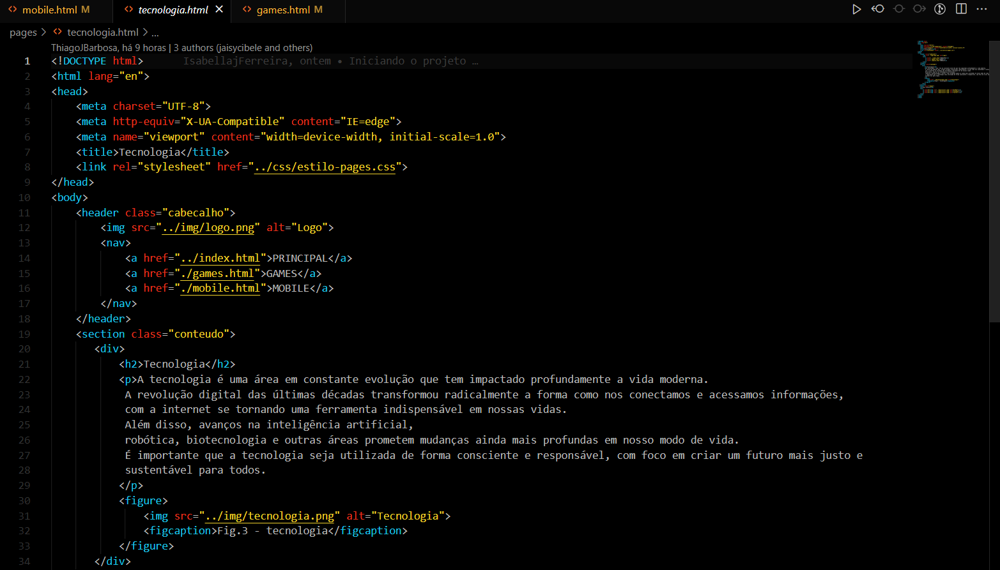 mobile.html M
tecnologia.html
games.html M
pages > tecnologia.html > ...
ThiagoJBarbosa, há 9 horas | 3 authors (jaisycibele and others)
1 <!DOCTYPE html> IsabellajFerreira, ontem • Iniciando o projeto …
2 <html lang="en">
3 <head>
4 <meta charset="UTF-8">
5 <meta http-equiv="X-UA-Compatible" content="IE=edge">
6 <meta name="viewport" content="width=device-width, initial-scale=1.0">
7 <title>Tecnologia</title>
8 <link rel="stylesheet" href="../css/estilo-pages.css">
9 </head>
10 <body>
11 <header class="cabecalho">
12 <img src="../img/logo.png" alt="Logo">
13 <nav>
14 <a href="../index.html">PRINCIPAL</a>
15 <a href="./games.html">GAMES</a>
16 <a href="./mobile.html">MOBILE</a>
17 </nav>
18 </header>
19 <section class="conteudo">
20 <div>
21 <h2>Tecnologia</h2>
22 <p>A tecnologia é uma área em constante evolução que tem impactado profundamente a vida moderna.
23 A revolução digital das últimas décadas transformou radicalmente a forma como nos conectamos e acessamos informações,
24 com a internet se tornando uma ferramenta indispensável em nossas vidas.
25 Além disso, avanços na inteligência artificial,
26 robótica, biotecnologia e outras áreas prometem mudanças ainda mais profundas em nosso modo de vida.
27 É importante que a tecnologia seja utilizada de forma consciente e responsável, com foco em criar um futuro mais justo e
28 sustentável para todos.
29 </p>
30 <figure>
31 <img src="../img/tecnologia.png" alt="Tecnologia">
32 <figcaption>Fig.3 - tecnologia</figcaption>
33 </figure>
34 </div>